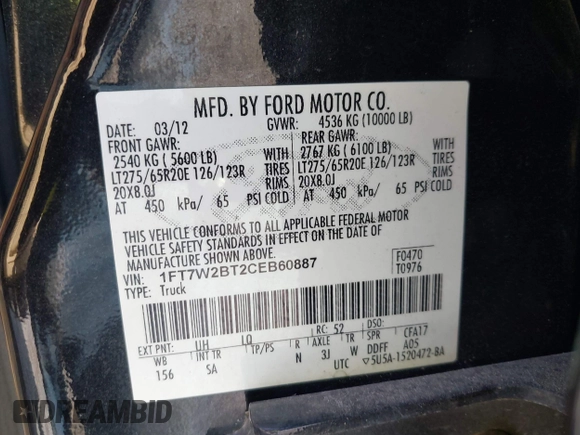 MFD. BY FORD MOTOR CO.
DATE: 03/12 GVWR: 4536 KG (10000 LB)
FRONT GAWR: REAR GAWR:
2540 KG ( 5600 LB) WITH 2767 KG ( 6100 LB) WITH
LT275/65R20E 126/123R TIRES LT275/65R20E 126/123R TIRES
20X8.0J RIMS 20X8.0J RIMS
AT 450 kPa/ 65 PSI COLD AT 450 kPa/ 65 PSI COLD
THIS VEHICLE CONFORMS TO ALL APPLICABLE FEDERAL MOTOR
VEHICLE SAFETY STANDARDS IN EFFECT ON THE DATE OF
MANUFACTURE SHOWN ABOVE.
VIN: 1FT7W2BT2CEB60887 F0470
TYPE: Truck T0976
EXT PNT: UH LQ RC: 52 DSO:
WB INT TR TP/PS R AXLE TR SPR CFA17
156 SA N 3J W DDFF A05
UTC ▽5U5A-1520472-BA
DREAMBID